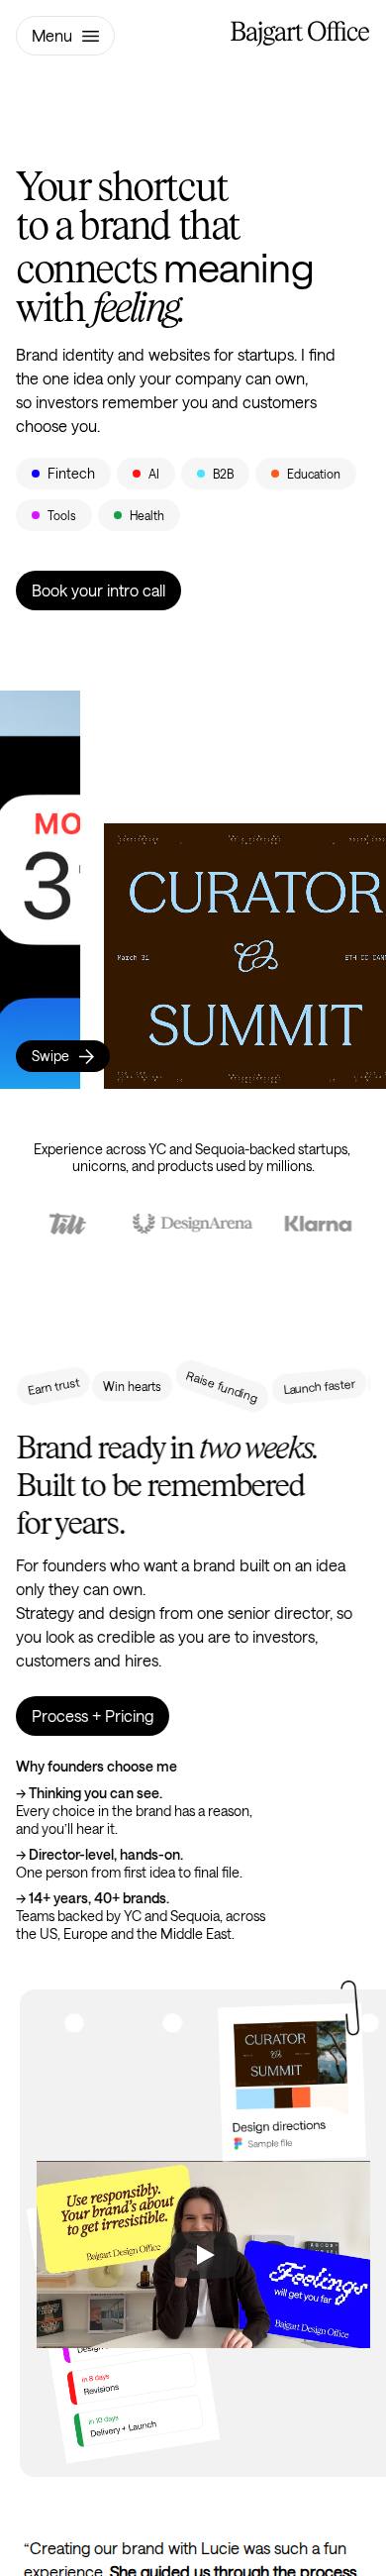 Menu
Bajgart Office
Your shortcut
to a brand that
connects meaning
with feeling.
Brand identity and websites for startups. I find
the one idea only your company can own,
so investors remember you and customers
choose you.
Fintech
AI
B2B
Education
Tools
Health
Book your intro call
MO
3
CURATOR
March 31
SUMMIT
Swipe →
Experience across YC and Sequoia-backed startups,
unicorns, and products used by millions.
Tilt
DesignArena
Klarna
Earn trust
Win hearts
Raise funding
Launch faster
Brand ready in two weeks.
Built to be remembered
for years.
For founders who want a brand built on an idea
only they can own.
Strategy and design from one senior director, so
you look as credible as you are to investors,
customers and hires.
Process + Pricing
Why founders choose me
→ Thinking you can see.
Every choice in the brand has a reason,
and you’ll hear it.
→ Director-level, hands-on.
One person from first idea to final file.
→ 14+ years, 40+ brands.
Teams backed by YC and Sequoia, across
the US, Europe and the Middle East.
CURATOR
SUMMIT
Design directions
Sample file
Use responsibly.
Your brand’s about
to get irresistible.
Bajgart Design Office
Feelings
will get you far
Bajgart Design Office
in 8 days
Revisions
in 10 days
Delivery + Launch
“Creating our brand with Lucie was such a fun
experience. She guided us through the process